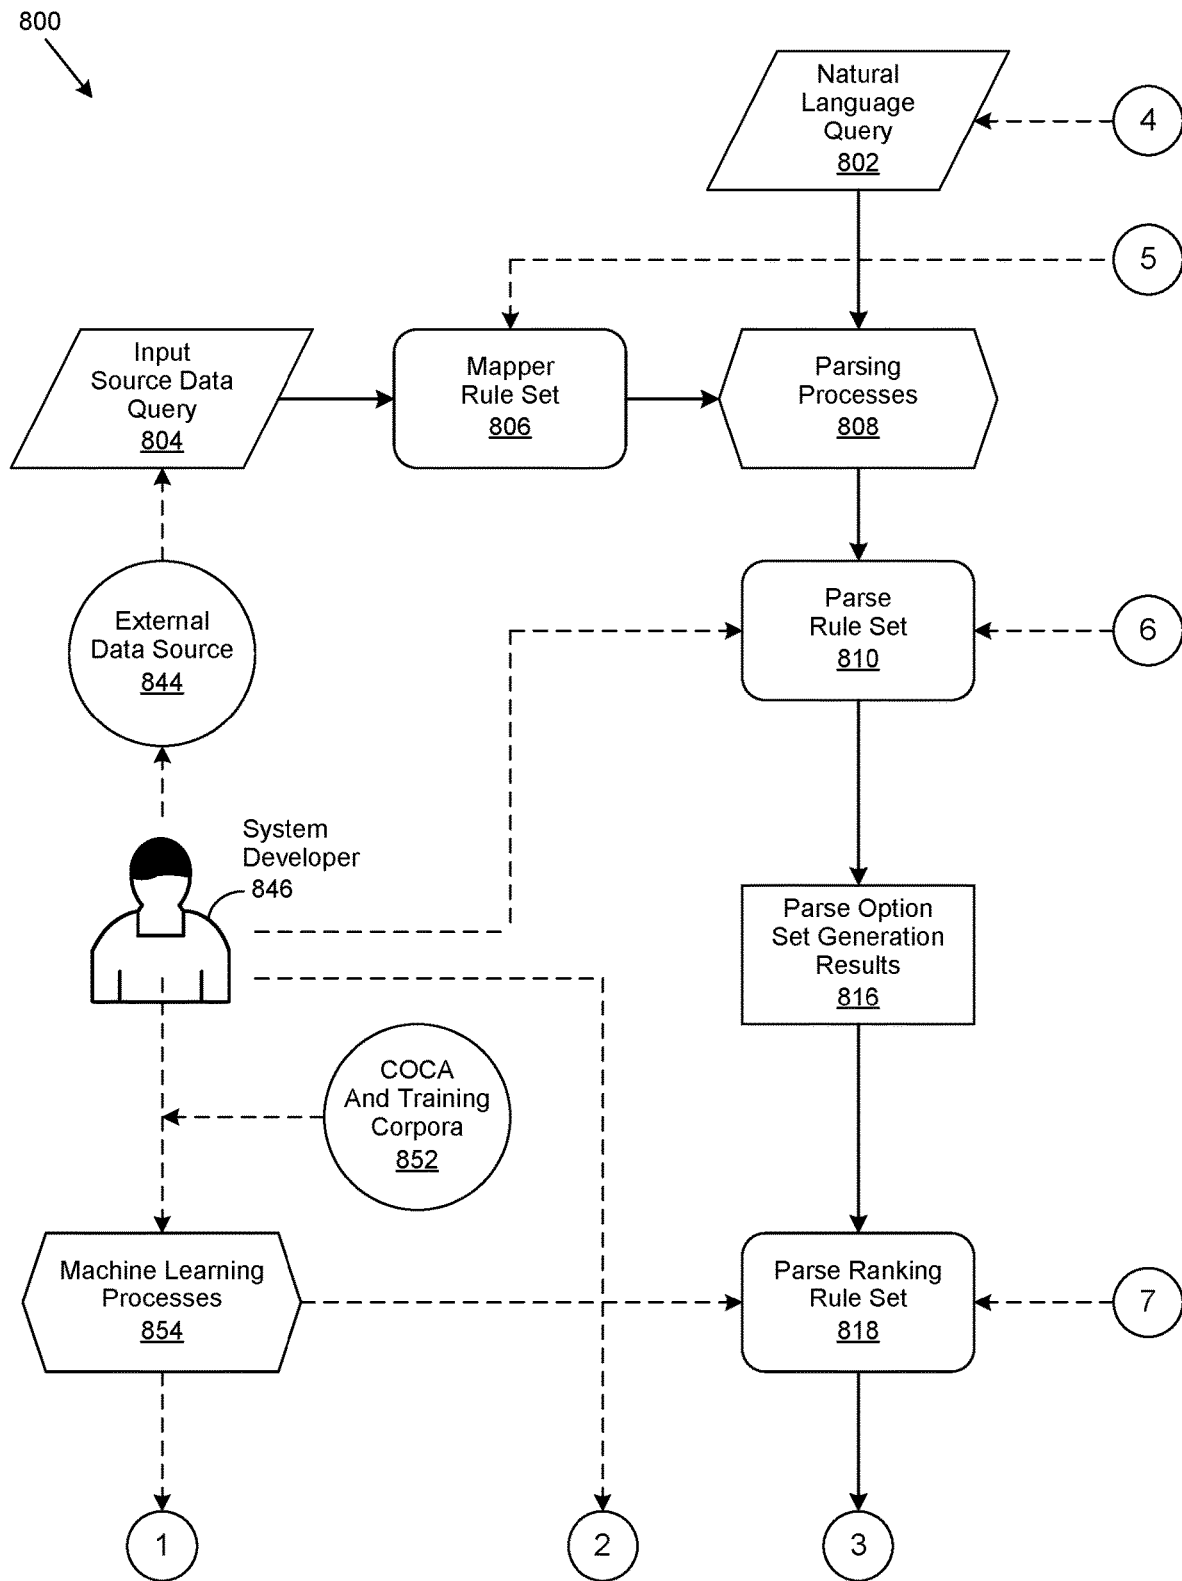 800
Natural
Language
Query
802
4
5
Input
Source Data
Query
804
Mapper
Rule Set
806
Parsing
Processes
808
External
Data Source
844
Parse
Rule Set
810
6
System
Developer
846
Parse Option
Set Generation
Results
816
COCA
And Training
Corpora
852
Machine Learning
Processes
854
Parse Ranking
Rule Set
818
7
1
2
3